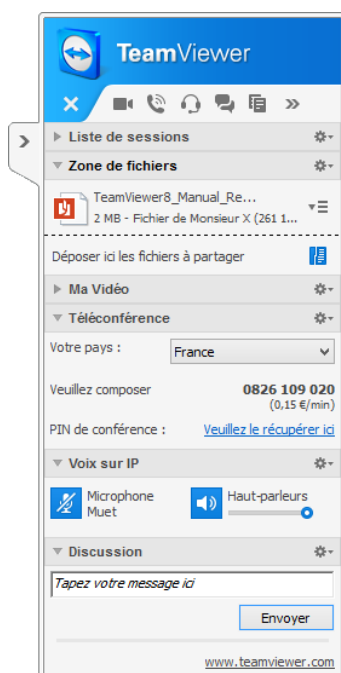 TeamViewer
Liste de sessions
Zone de fichiers
TeamViewer8_Manual_Re...
2 MB - Fichier de Monsieur X (261 1...
Déposer ici les fichiers à partager
Ma Vidéo
Téléconférence
Votre pays : France
Veuillez composer 0826 109 020
(0,15 €/min)
PIN de conférence : Veuillez le récupérer ici
Voix sur IP
Microphone Haut-parleurs
Muet
Discussion
Tapez votre message ici
Envoyer
www.teamviewer.com